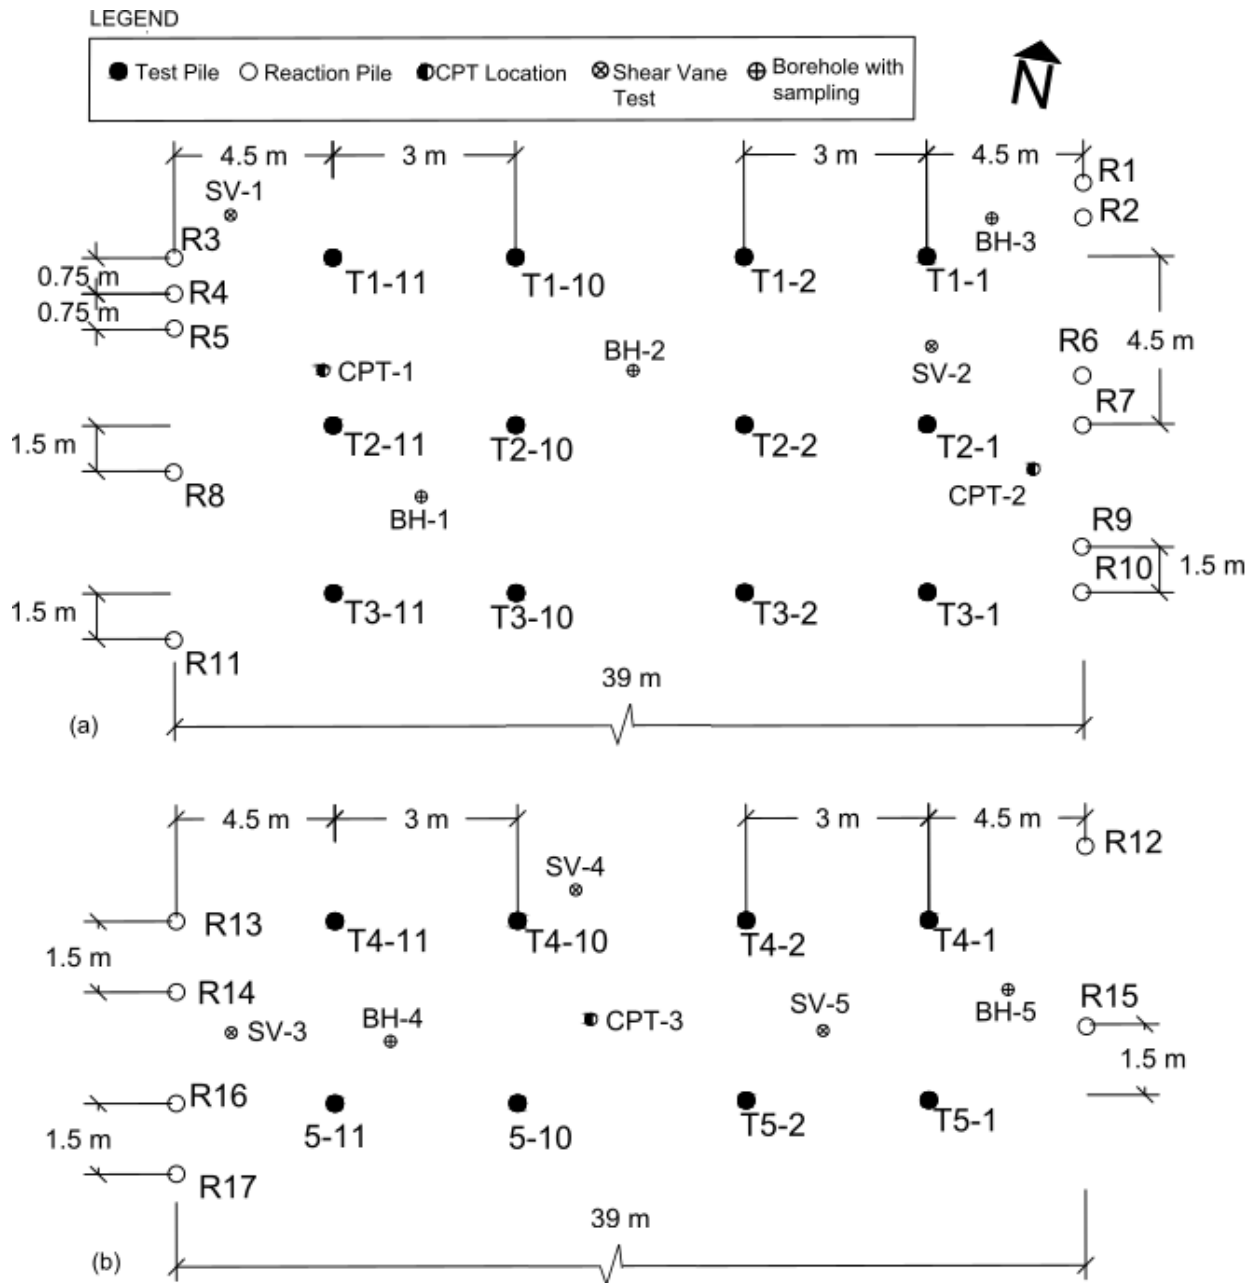 LEGEND
Test Pile
Reaction Pile
CPT Location
Shear Vane
Test
Borehole with
sampling
N
4.5 m
3 m
3 m
4.5 m
R1
SV-1
R2
BH-3
R3
0.75 m
T1-11
T1-10
T1-2
T1-1
R4
0.75 m
R5
BH-2
R6
4.5 m
CPT-1
SV-2
R7
1.5 m
T2-11
T2-10
T2-2
T2-1
R8
CPT-2
BH-1
R9
R10
1.5 m
1.5 m
T3-11
T3-10
T3-2
T3-1
R11
39 m
(a)
4.5 m
3 m
3 m
4.5 m
R12
SV-4
R13
T4-11
T4-10
T4-2
T4-1
1.5 m
R14
SV-5
BH-5
R15
SV-3
BH-4
CPT-3
1.5 m
R16
5-11
5-10
T5-2
T5-1
1.5 m
R17
39 m
(b)